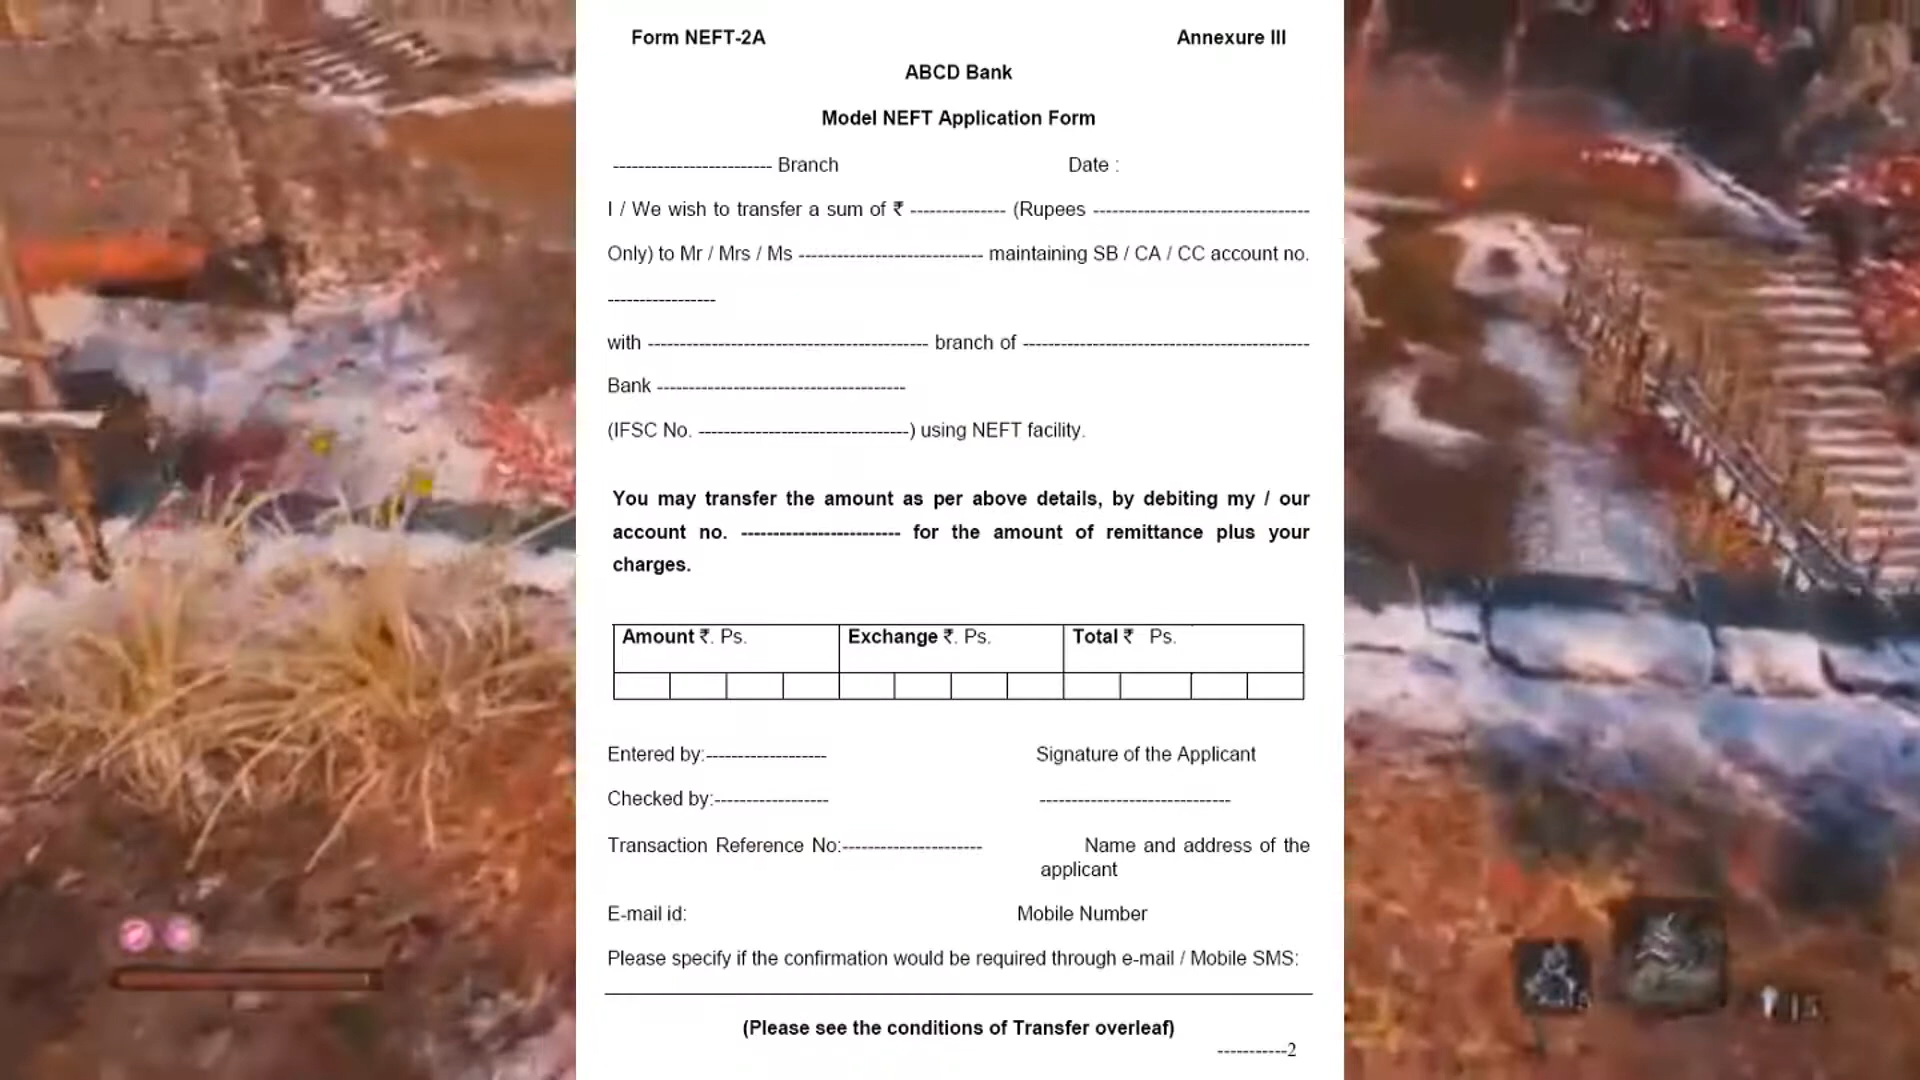 Form NEFT-2A Annexure III
ABCD Bank
Model NEFT Application Form
------------------------- Branch Date :
I / We wish to transfer a sum of ₹ --------------- (Rupees ----------------------------------
Only) to Mr / Mrs / Ms ----------------------------- maintaining SB / CA / CC account no.
-----------------
with -------------------------------------------- branch of ---------------------------------------------
Bank ---------------------------------------
(IFSC No. ---------------------------------) using NEFT facility.
You may transfer the amount as per above details, by debiting my / our
account no. ------------------------- for the amount of remittance plus your
charges.
Amount ₹. Ps. Exchange ₹. Ps. Total ₹ Ps.
Entered by:------------------- Signature of the Applicant
Checked by:------------------ ------------------------------
Transaction Reference No:---------------------- Name and address of the
applicant
E-mail id: Mobile Number
Please specify if the confirmation would be required through e-mail / Mobile SMS:
(Please see the conditions of Transfer overleaf)
-----------2
15